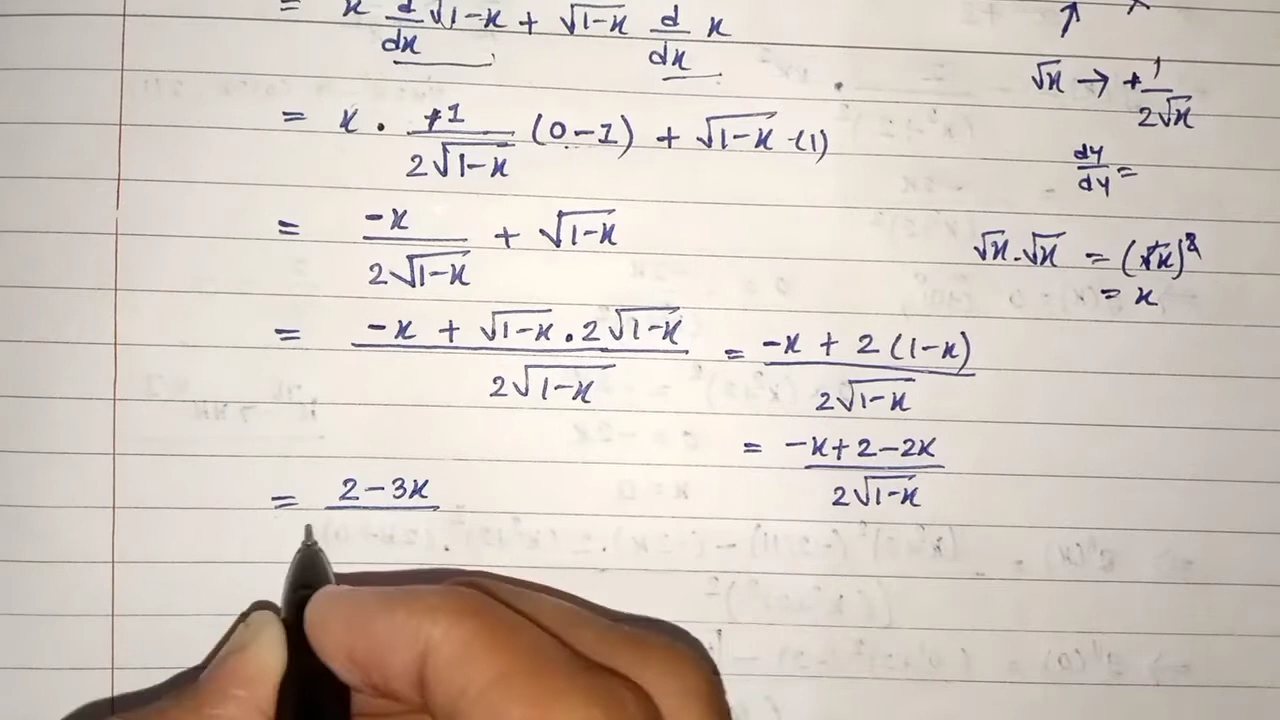 = x d/dx √1-x + √1-x d/dx x
= x · +1/2√1-x (0-1) + √1-x ·(1)
= -x/2√1-x + √1-x
= -x + √1-x . 2√1-x / 2√1-x = -x + 2(1-x) / 2√1-x
= -x+2-2x / 2√1-x
= 2-3x
√x → +1/2√x
dy/dy =
√x.√x = (√x)²
= x